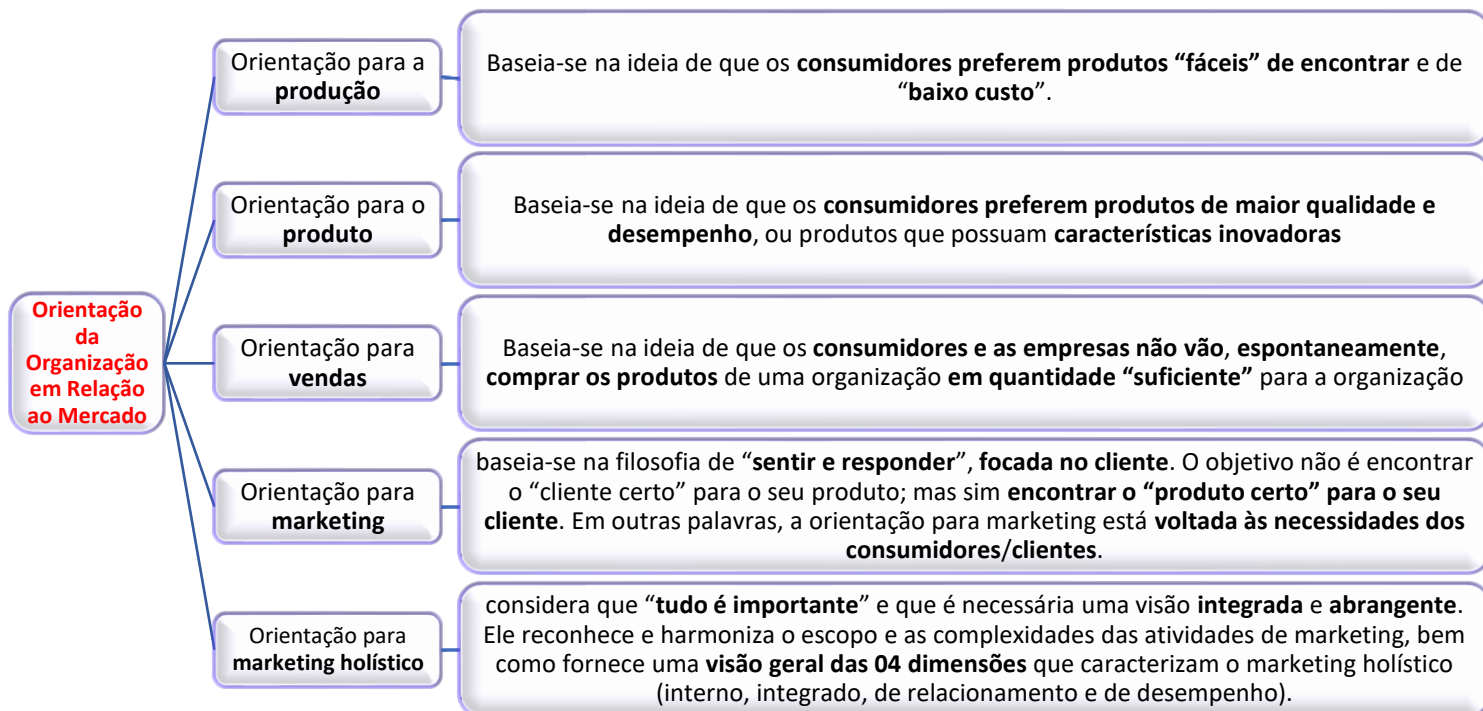 Orientação
da
Organização
em Relação
ao Mercado
Orientação para a
produção
Baseia-se na ideia de que os consumidores preferem produtos “fáceis” de encontrar e de
“baixo custo”.
Orientação para o
produto
Baseia-se na ideia de que os consumidores preferem produtos de maior qualidade e
desempenho, ou produtos que possuam características inovadoras
Orientação para
vendas
Baseia-se na ideia de que os consumidores e as empresas não vão, espontaneamente,
comprar os produtos de uma organização em quantidade “suficiente” para a organização
Orientação para
marketing
baseia-se na filosofia de “sentir e responder”, focada no cliente. O objetivo não é encontrar
o “cliente certo” para o seu produto; mas sim encontrar o “produto certo” para o seu
cliente. Em outras palavras, a orientação para marketing está voltada às necessidades dos
consumidores/clientes.
Orientação para
marketing holístico
considera que “tudo é importante” e que é necessária uma visão integrada e abrangente.
Ele reconhece e harmoniza o escopo e as complexidades das atividades de marketing, bem
como fornece uma visão geral das 04 dimensões que caracterizam o marketing holístico
(interno, integrado, de relacionamento e de desempenho).